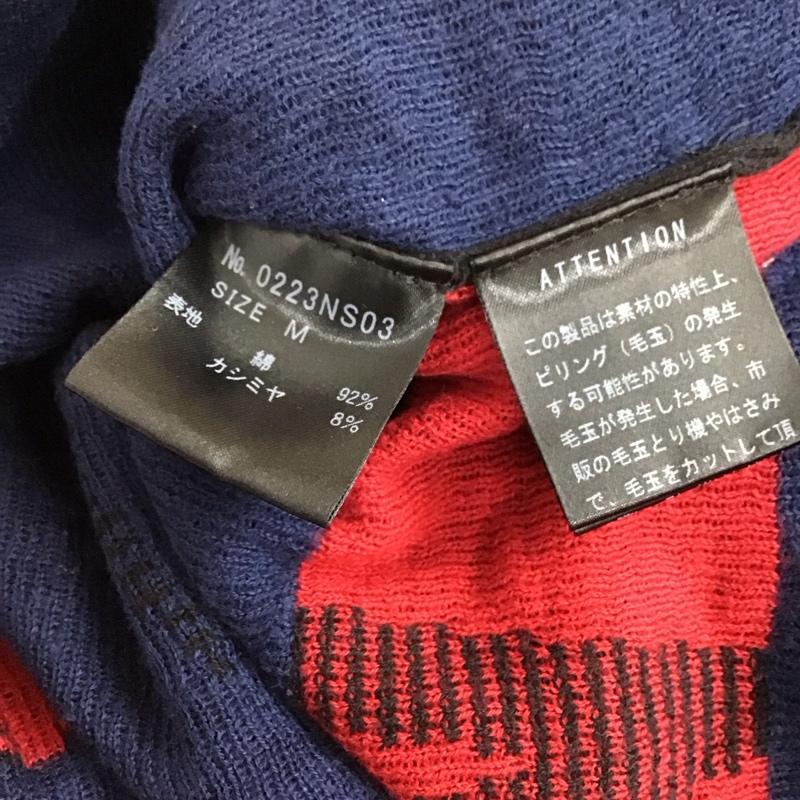 No. 0223NS03
SIZE M
表地
綿 92%
カシミヤ 8%
ATTENTION
この製品は素材の特性上、
ピリング(毛玉)の発生
する可能性があります。
毛玉が発生した場合、市
販の毛玉とり機やはさみ
で、毛玉をカットして頂